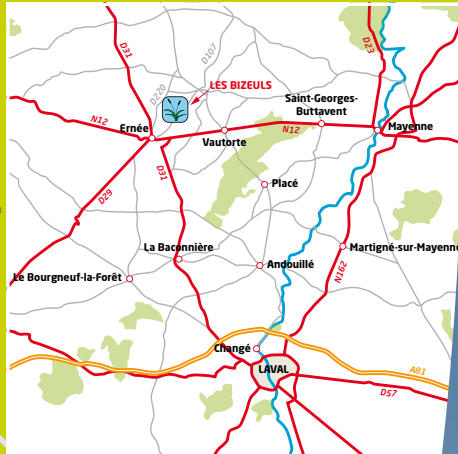 D31
D107
D23
D220
LES BIZEULS
Saint-Georges-
Buttavent
N12
Ernée
N12
Mayenne
Vautorte
D31
Placé
D29
La Baconnière
Martigné-sur-Mayenne
Andouillé
Le Bourgneuf-la-Forêt
N162
Changé
LAVAL
A81
D57